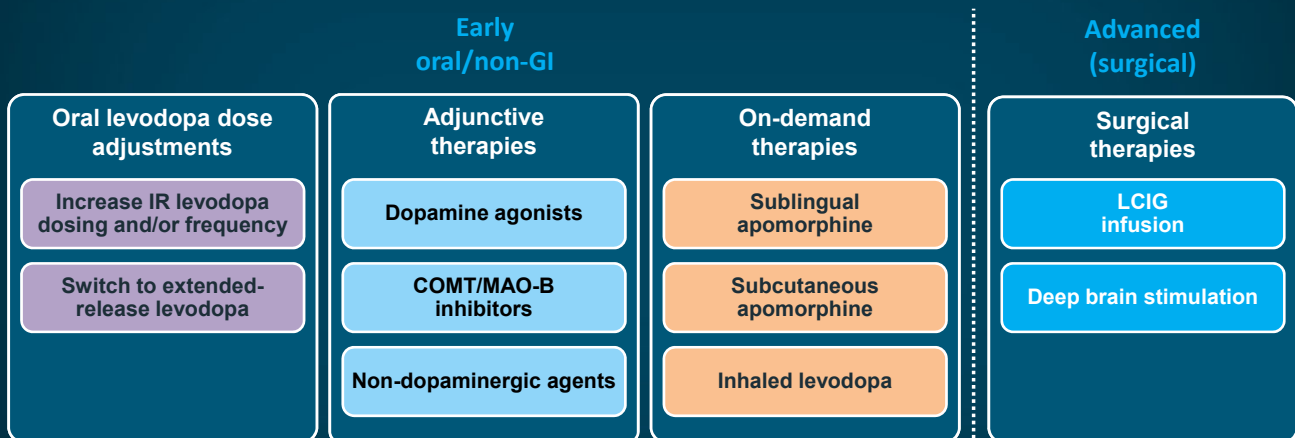 Early
oral/non-GI
Advanced
(surgical)
Oral levodopa dose
adjustments
Increase IR levodopa
dosing and/or frequency
Switch to extended-
release levodopa
Adjunctive
therapies
Dopamine agonists
COMT/MAO-B
inhibitors
Non-dopaminergic agents
On-demand
therapies
Sublingual
apomorphine
Subcutaneous
apomorphine
Inhaled levodopa
Surgical
therapies
LCIG
infusion
Deep brain stimulation